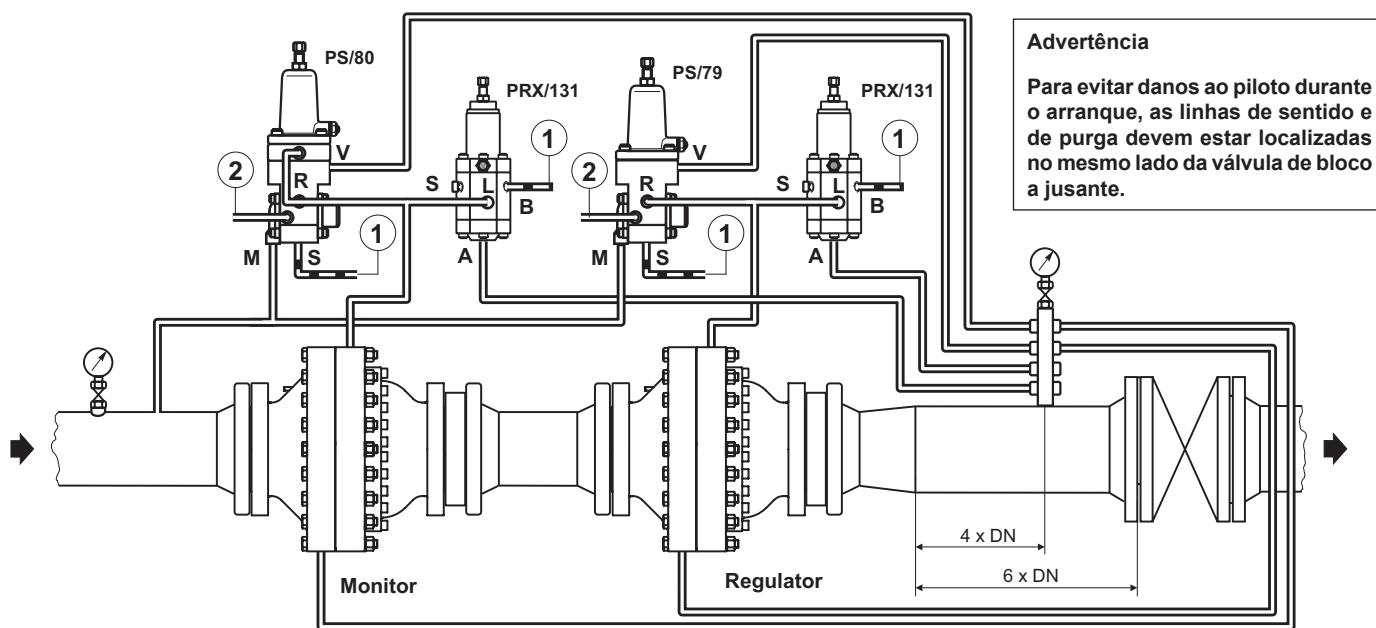 PS/80
PRX/131
PS/79
PRX/131
Advertência
Para evitar danos ao piloto durante
o arranque, as linhas de sentido e
de purga devem estar localizadas
no mesmo lado da válvula de bloco
a jusante.
2
V
R
S
L
1
B
M
S
1
A
2
V
R
S
L
1
B
M
S
1
A
4 x DN
6 x DN
Monitor
Regulator